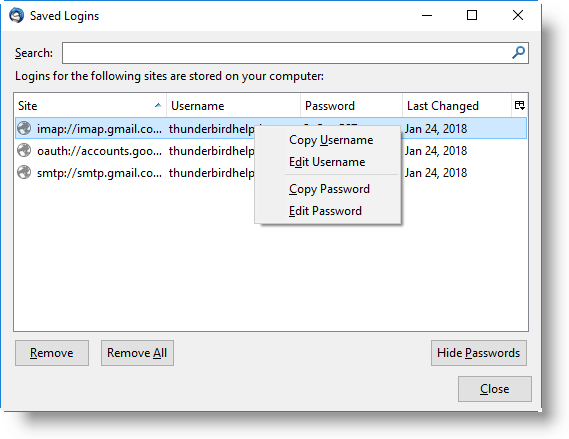 Saved Logins
Search:
Logins for the following sites are stored on your computer:
Site Username Password Last Changed
imap://imap.gmail.co... thunderbirdhelp Jan 24, 2018
oauth://accounts.goo... thunderbirdhelp Jan 24, 2018
smtp://smtp.gmail.co... thunderbirdhelp Jan 24, 2018
Copy Username
Edit Username
Copy Password
Edit Password
Remove Remove All Hide Passwords
Close